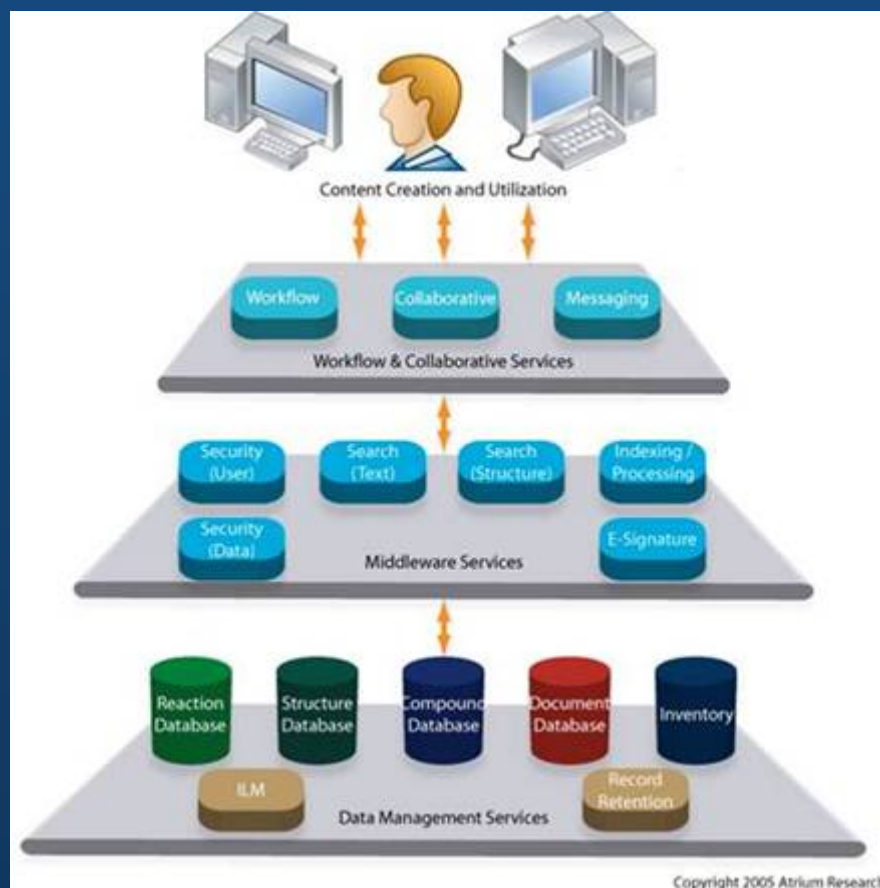 Content Creation and Utilization
Workflow
Collaborative
Messaging
Workflow & Collaborative Services
Security
(User)
Search
(Text)
Search
(Structure)
Indexing /
Processing
Security
(Data)
E-Signature
Middleware Services
Reaction
Database
Structure
Database
Compound
Database
Document
Database
Inventory
ILM
Record
Retention
Data Management Services
Copyright 2005 Atrium Research